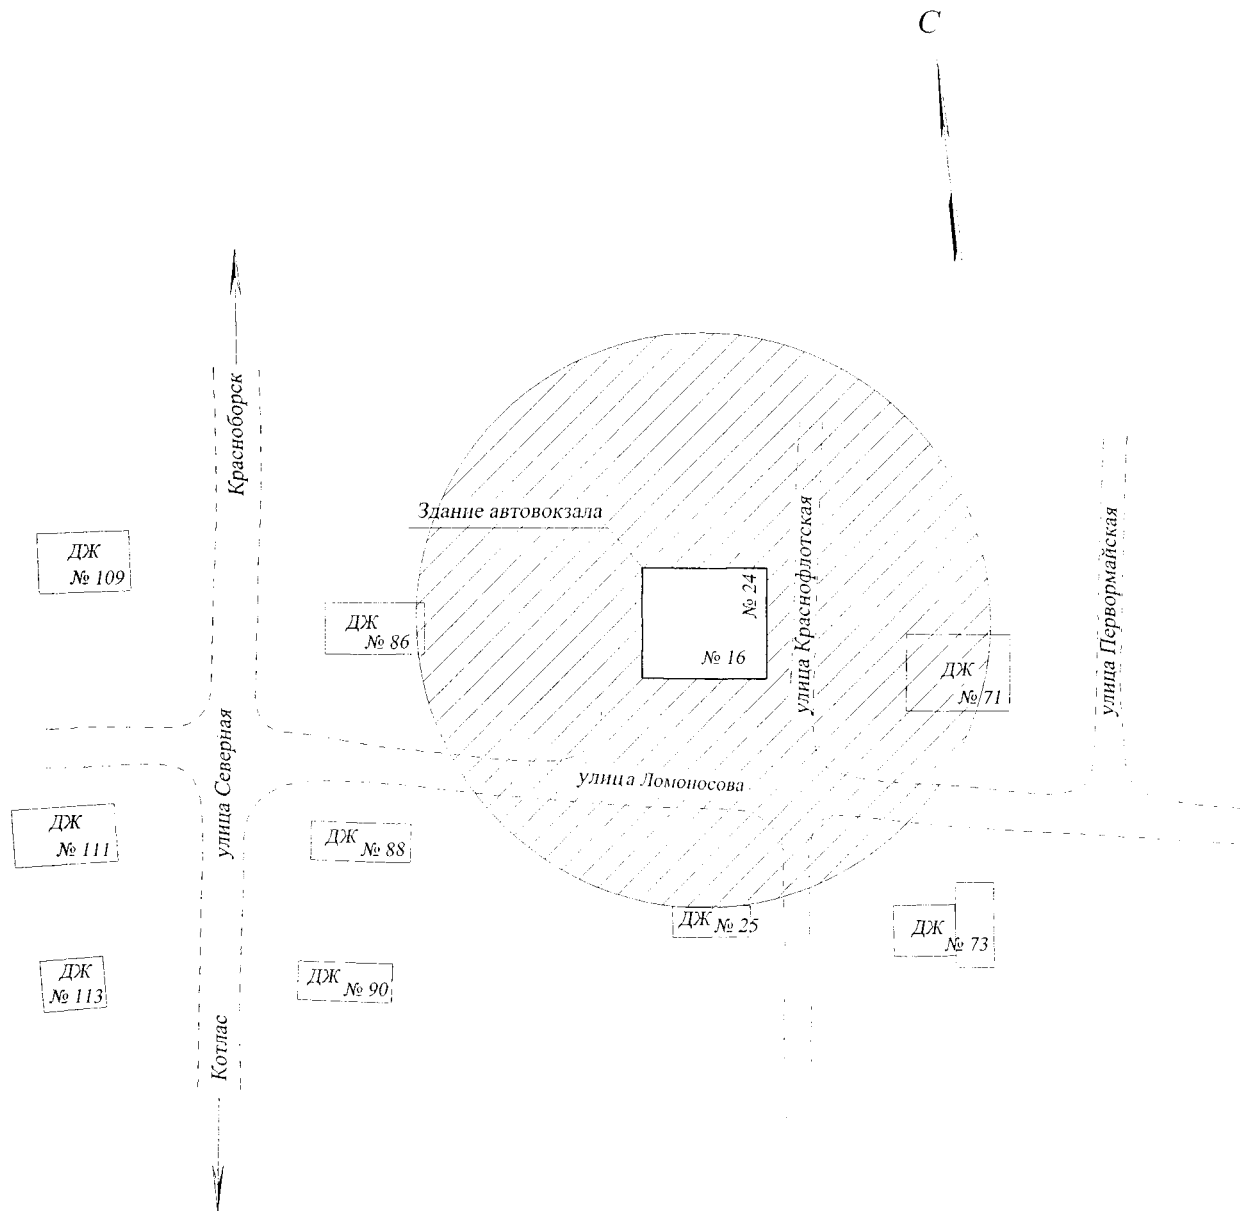 С
Красноборск
Здание автовокзала
ДЖ
№ 109
ДЖ
№ 86
№ 24
№ 16
улица Краснофлотская
ДЖ
№ 71
улица Первормайская
улица Северная
улица Ломоносова
ДЖ
№ 111
ДЖ № 88
ДЖ № 25
ДЖ
№ 73
ДЖ
№ 113
ДЖ № 90
Котлас